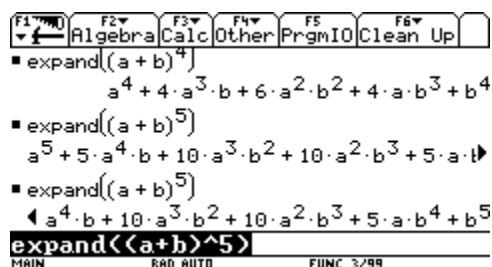 F1 F2 Algebra F3 Calc F4 Other F5 PrgmIO F6 Clean Up
▪ expand((a + b)^4)
a^4 + 4·a^3·b + 6·a^2·b^2 + 4·a·b^3 + b^4
▪ expand((a + b)^5)
a^5 + 5·a^4·b + 10·a^3·b^2 + 10·a^2·b^3 + 5·a·b▶
▪ expand((a + b)^5)
◀ a^4·b + 10·a^3·b^2 + 10·a^2·b^3 + 5·a·b^4 + b^5
expand((a+b)^5)
MAIN RAD AUTO FUNC 3/99